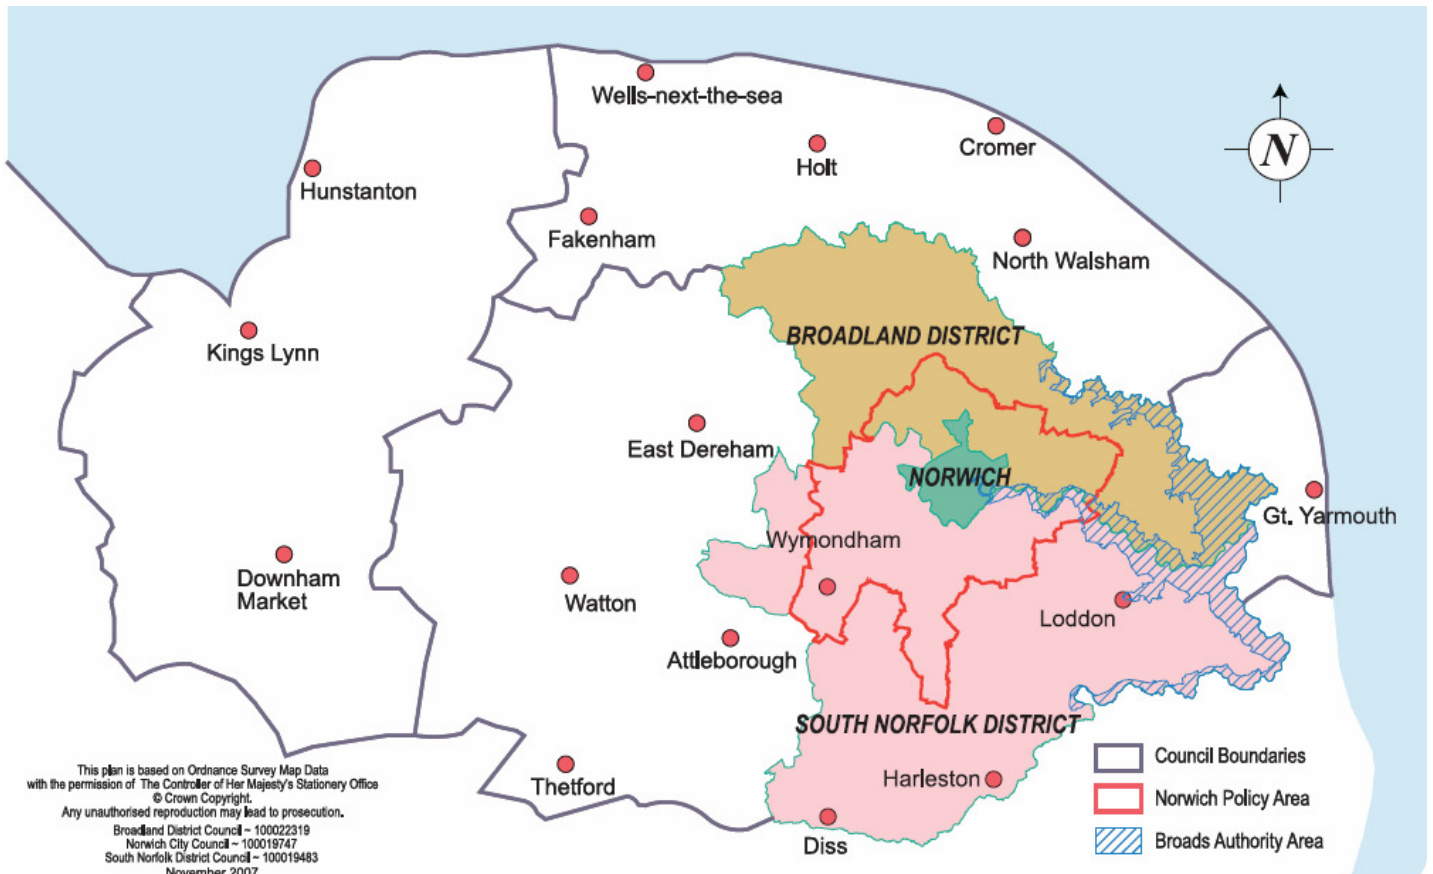 Wells-next-the-sea
Cromer
Holt
N
Hunstanton
Fakenham
North Walsham
BROADLAND DISTRICT
Kings Lynn
East Dereham
NORWICH
Gt. Yarmouth
Wymondham
Downham
Market
Watton
Loddon
Attleborough
SOUTH NORFOLK DISTRICT
Thetford
Harleston
Diss
Council Boundaries
Norwich Policy Area
Broads Authority Area
This plan is based on Ordnance Survey Map Data
with the permission of The Controller of Her Majesty's Stationery Office
© Crown Copyright.
Any unauthorised reproduction may lead to prosecution.
Broadland District Council ~ 100022319
Norwich City Council ~ 100019747
South Norfolk District Council ~ 100019483
November 2007